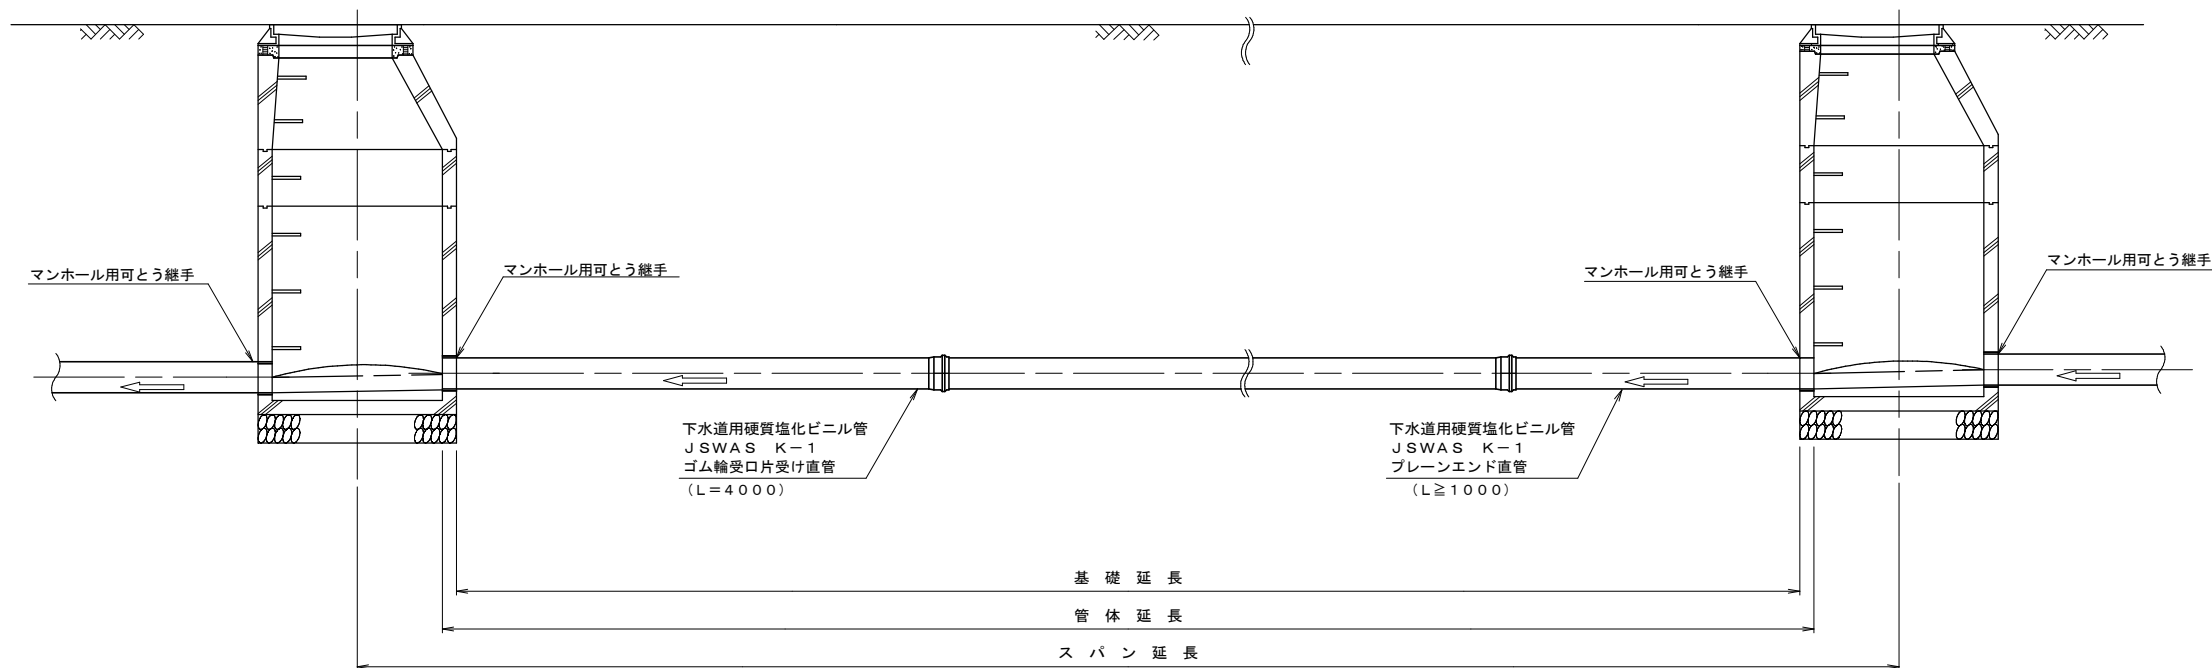 マンホール用可とう継手
マンホール用可とう継手
マンホール用可とう継手
マンホール用可とう継手
下水道用硬質塩化ビニル管
ＪＳＷＡＳ　Ｋ－１
ゴム輪受口片受け直管
（Ｌ＝４０００）
下水道用硬質塩化ビニル管
ＪＳＷＡＳ　Ｋ－１
プレーンエンド直管
（Ｌ≧１０００）
基　礎　延　長
管　体　延　長
ス　パ　ン　延　長